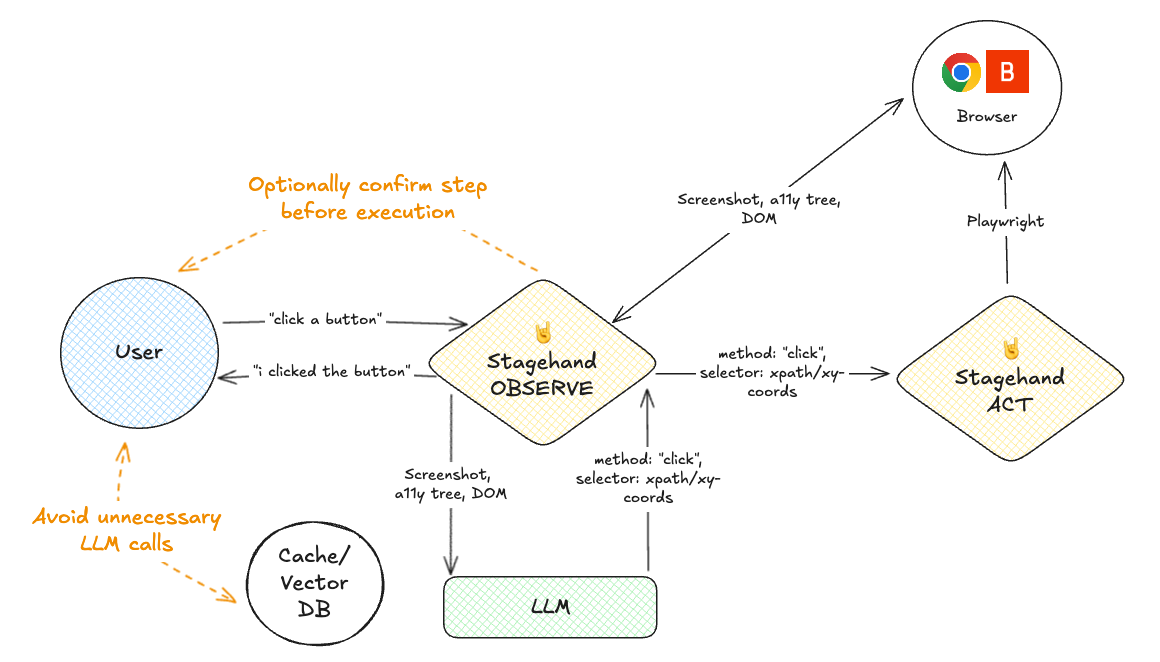 B
Browser
Optionally confirm step
before execution
Screenshot, a11y tree,
DOM
Playwright
"click a button"
User
"i clicked the button"
Stagehand
OBSERVE
method: "click",
selector: xpath/xy-
coords
Stagehand
ACT
Screenshot,
a11y tree, DOM
method: "click",
selector: xpath/xy-
coords
Avoid unnecessary
LLM calls
Cache/
Vector
DB
LLM